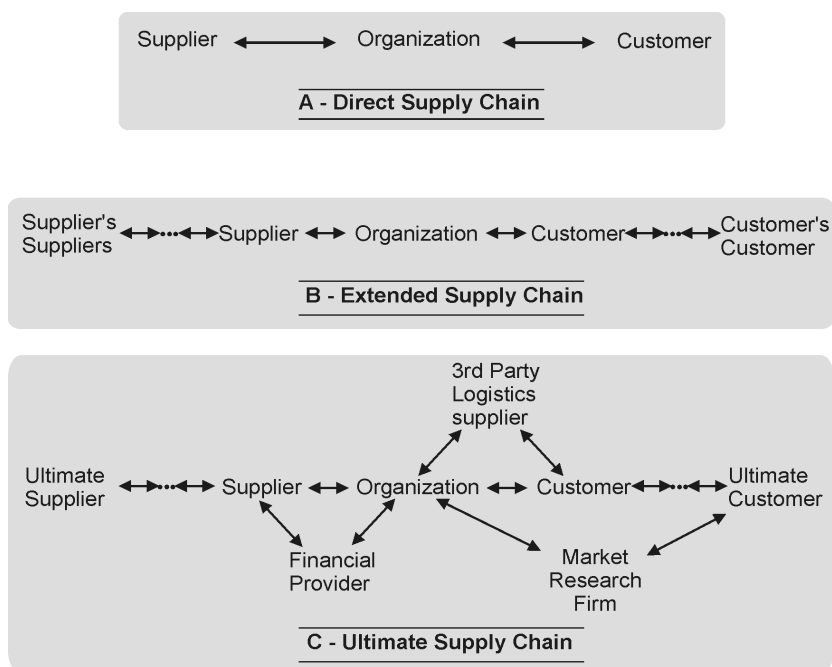 Supplier Organization Customer
A - Direct Supply Chain
Supplier's
Suppliers
Supplier Organization Customer
Customer's
Customer
B - Extended Supply Chain
3rd Party
Logistics
supplier
Ultimate
Supplier
Supplier Organization Customer
Ultimate
Customer
Financial
Provider
Market
Research
Firm
C - Ultimate Supply Chain